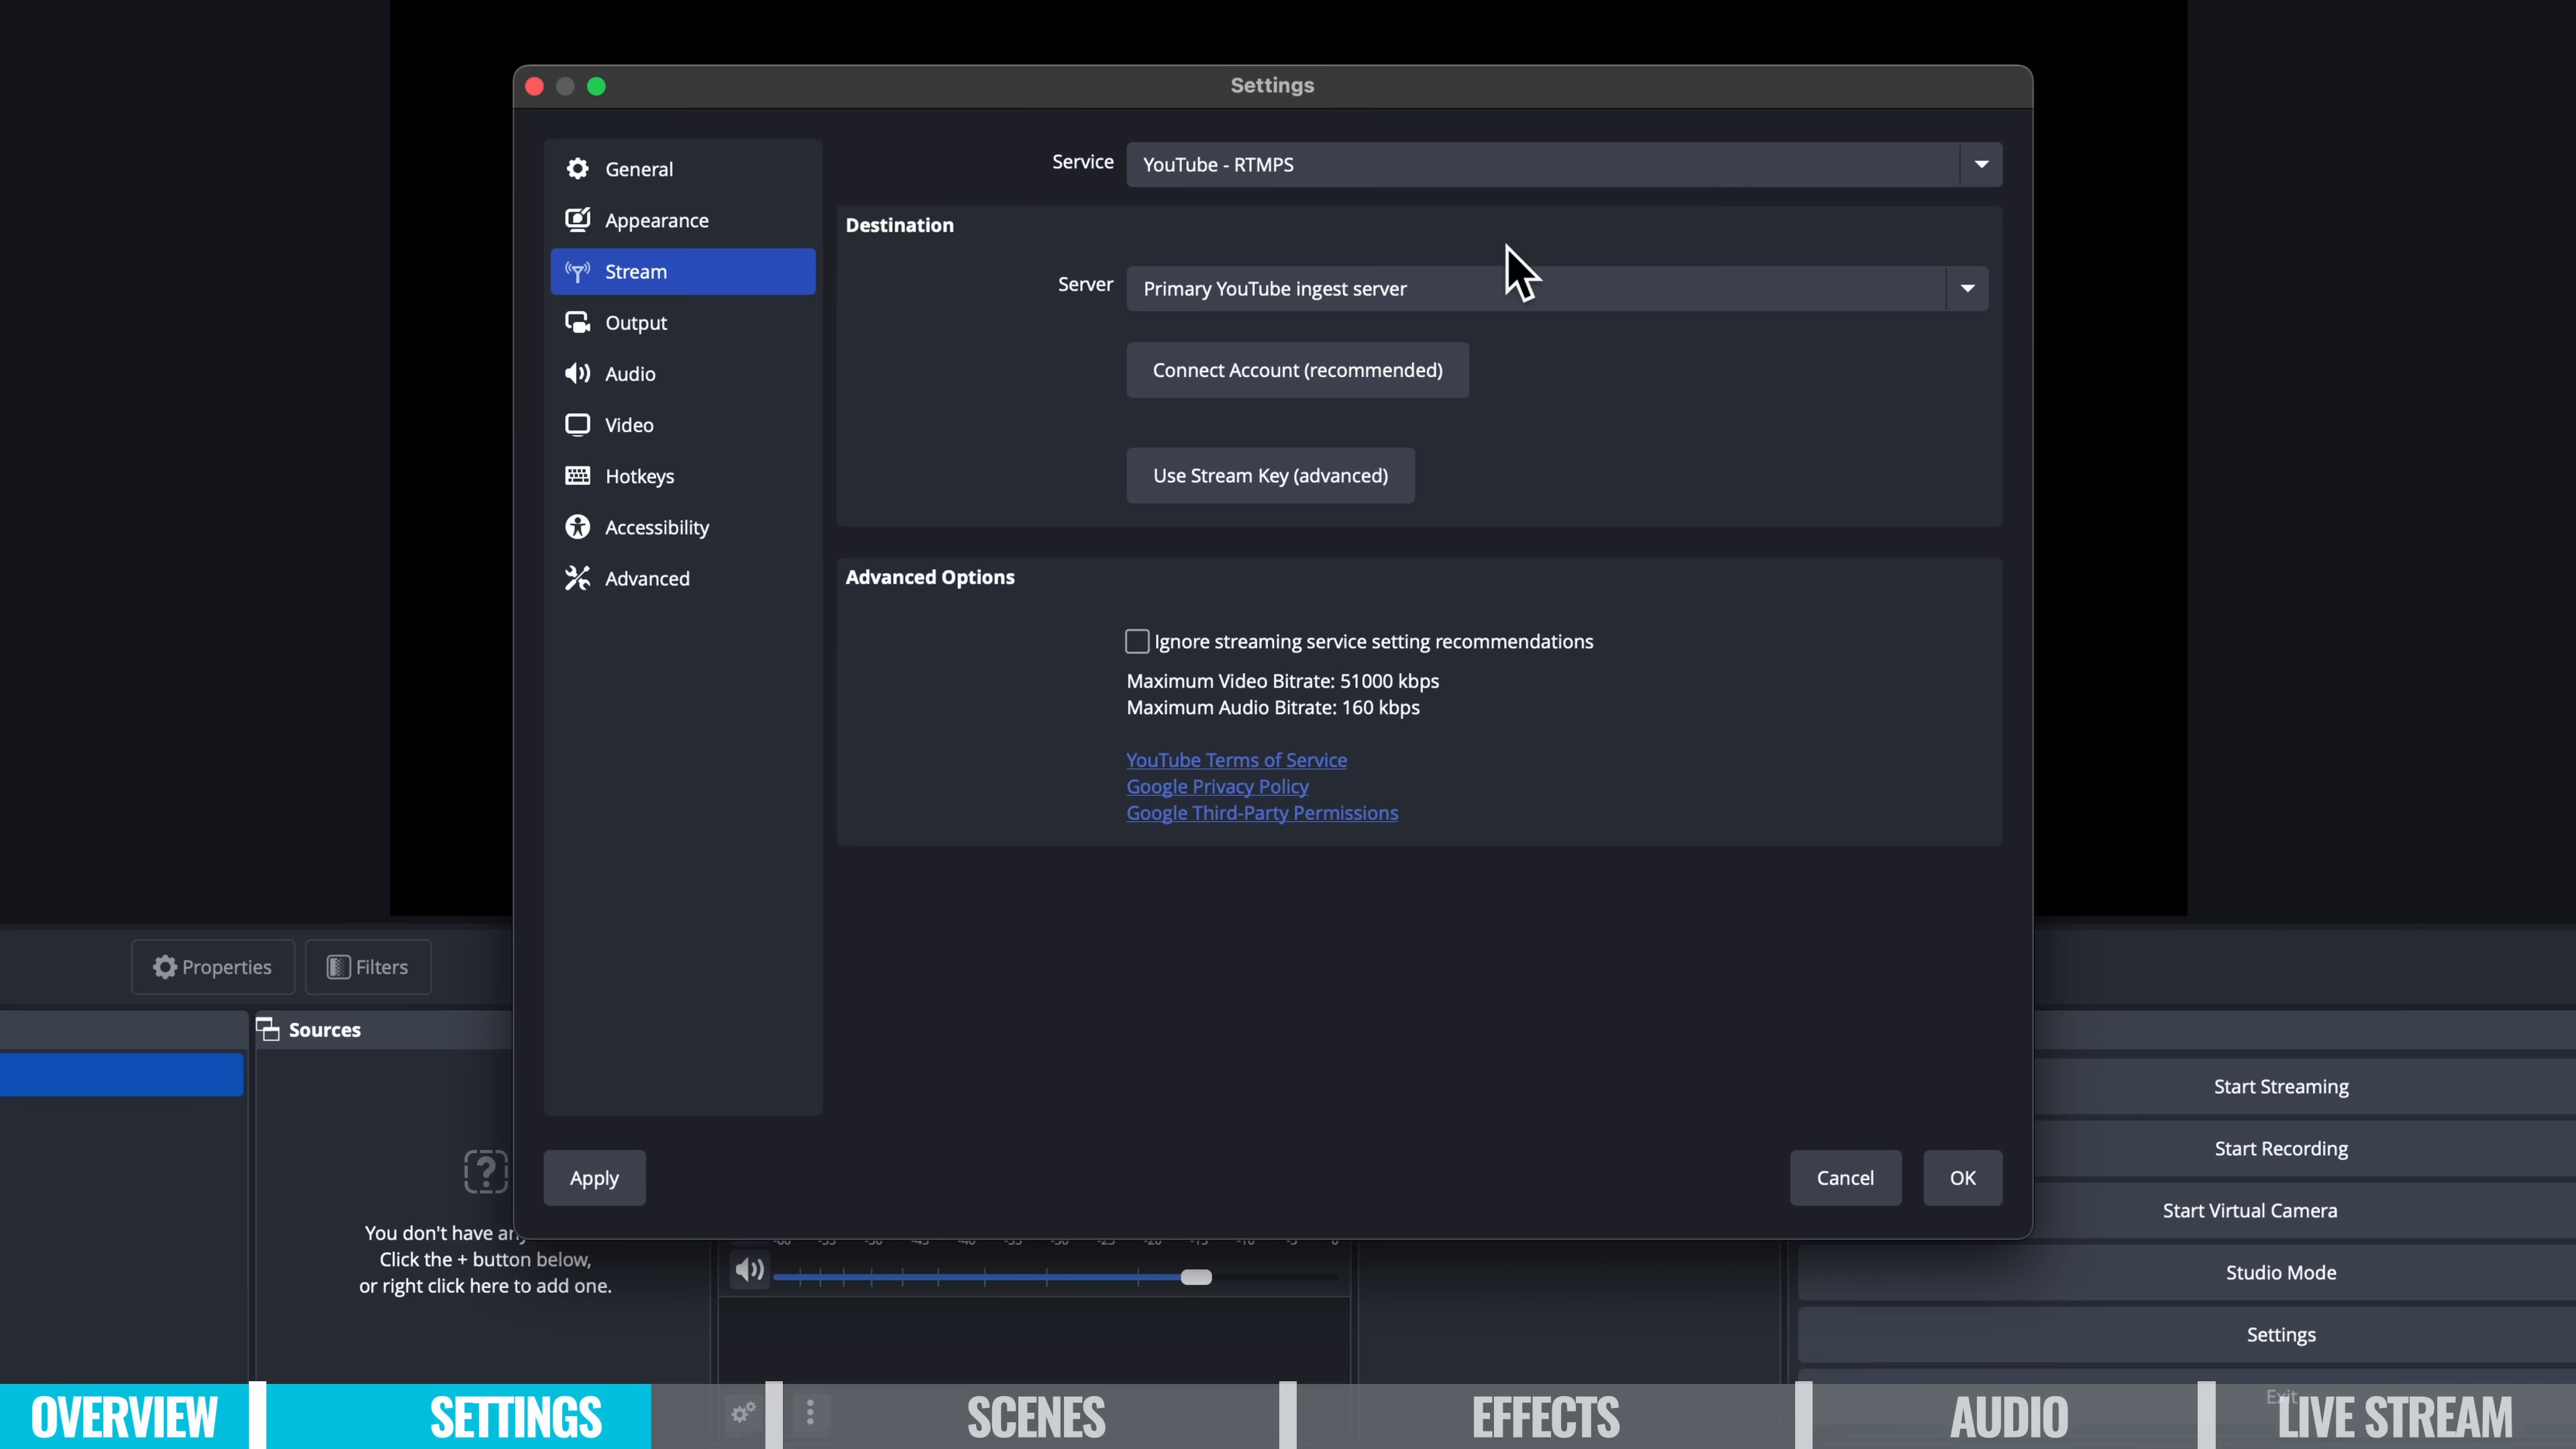 Settings
General
Appearance
Stream
Output
Audio
Video
Hotkeys
Accessibility
Advanced
Service YouTube - RTMPS
Destination
Server Primary YouTube ingest server
Connect Account (recommended)
Use Stream Key (advanced)
Advanced Options
Ignore streaming service setting recommendations
Maximum Video Bitrate: 51000 kbps
Maximum Audio Bitrate: 160 kbps
YouTube Terms of Service
Google Privacy Policy
Google Third-Party Permissions
Apply
Cancel
OK
Properties
Filters
Sources
You don't have
Click the + button below,
or right click here to add one.
Start Streaming
Start Recording
Start Virtual Camera
Studio Mode
Settings
Exit
OVERVIEW
SETTINGS
SCENES
EFFECTS
AUDIO
LIVE STREAM